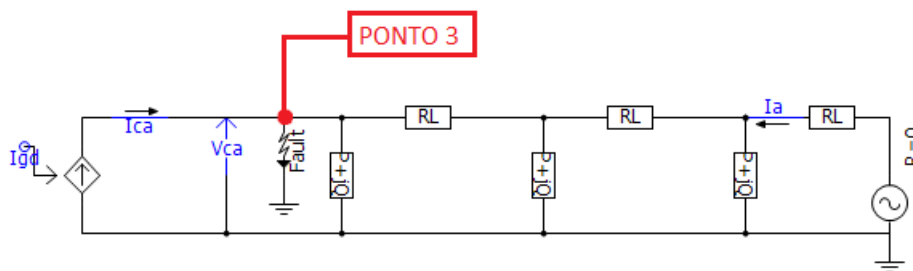 PONTO 3
RL
RL
Ia
RL
Ica
Igd
Vca
Fault
P+jQ
P+jQ
P+jQ